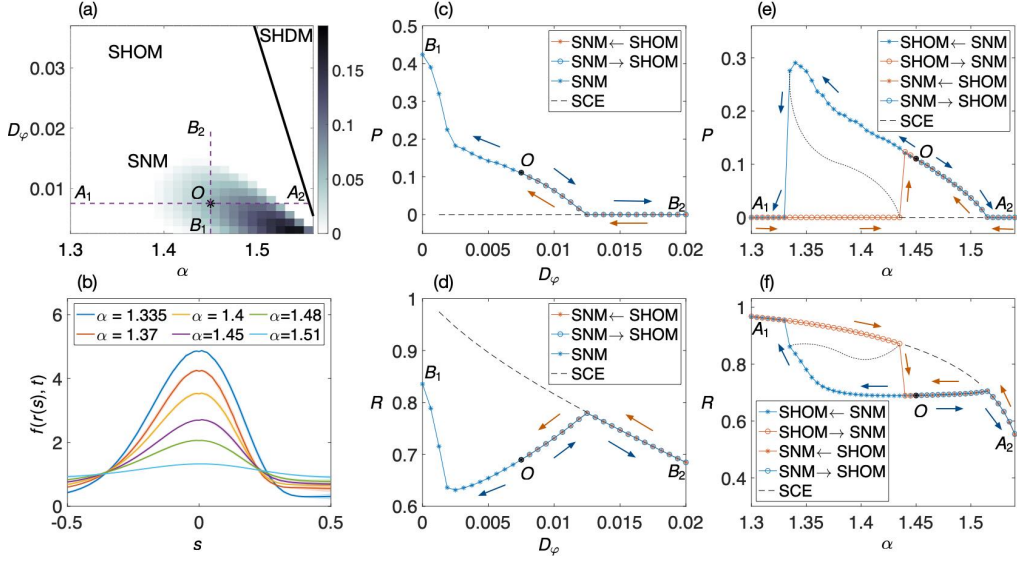 (a)
SHOM
SHDM
0.03
0.02
0.01
D_φ
B_2
SNM
A_1
O
A_2
B_1
1.3
1.4
1.5
α
0.15
0.1
0.05
0
(b)
α = 1.335
α = 1.4
α=1.48
α = 1.37
α=1.45
α=1.51
6
4
2
0
f(r(s), t)
-0.5
0
0.5
s
(c)
B_1
SNM← SHOM
SNM→ SHOM
SNM
SCE
0.5
0.4
0.3
0.2
0.1
0
P
O
B_2
0
0.005
0.01
0.015
0.02
D_φ
(d)
SNM← SHOM
SNM→ SHOM
SNM
SCE
1
0.9
0.8
0.7
0.6
R
B_1
O
B_2
0
0.005
0.01
0.015
0.02
D_φ
(e)
SHOM← SNM
SHOM→ SNM
SNM← SHOM
SNM→ SHOM
SCE
0.3
0.2
0.1
0
P
O
A_1
A_2
1.3
1.35
1.4
1.45
1.5
α
(f)
1
0.9
0.8
0.7
0.6
0.5
0.4
R
A_1
O
A_2
SHOM← SNM
SHOM→ SNM
SNM← SHOM
SNM→ SHOM
SCE
1.3
1.35
1.4
1.45
1.5
α